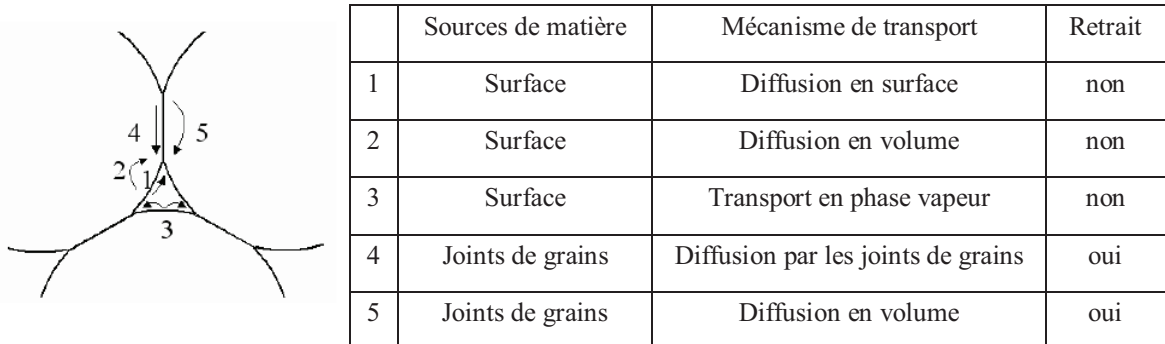 4
5
2
1
3
Sources de matière Mécanisme de transport Retrait
1 Surface Diffusion en surface non
2 Surface Diffusion en volume non
3 Surface Transport en phase vapeur non
4 Joints de grains Diffusion par les joints de grains oui
5 Joints de grains Diffusion en volume oui